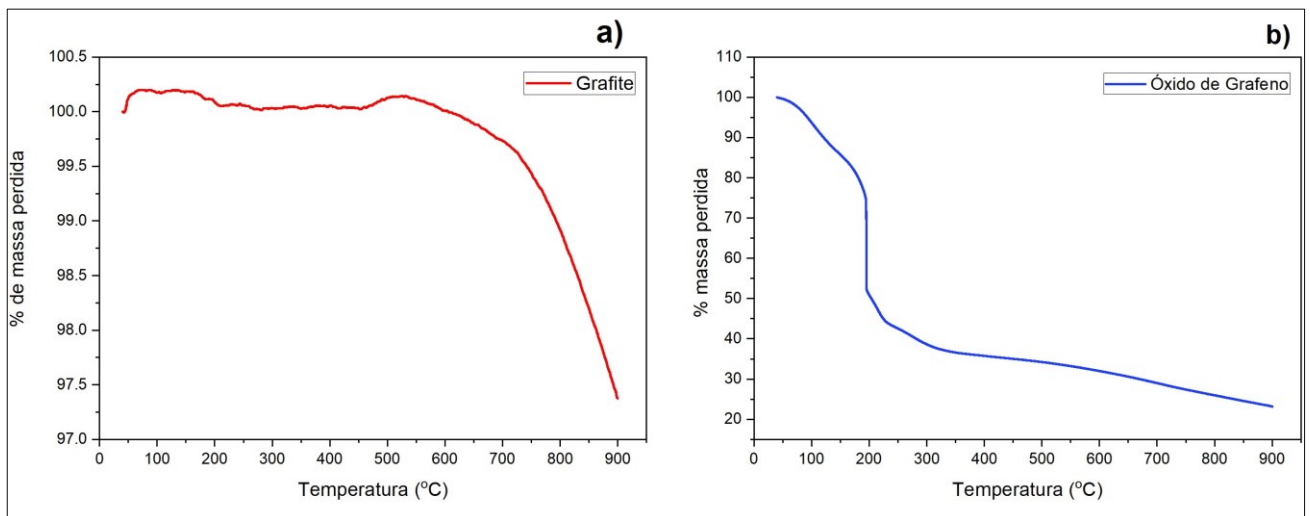 a)
Grafite
100.5
100.0
99.5
99.0
98.5
98.0
97.5
97.0
% de massa perdida
0 100 200 300 400 500 600 700 800 900
Temperatura (°C)
b)
Óxido de Grafeno
110
100
90
80
70
60
50
40
30
20
% massa perdida
0 100 200 300 400 500 600 700 800 900
Temperatura (°C)